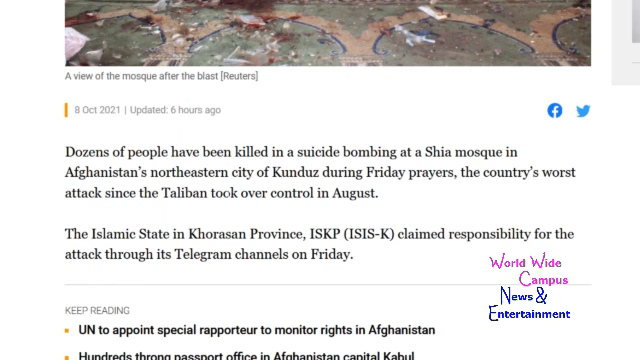 A view of the mosque after the blast [Reuters]
8 Oct 2021 | Updated: 6 hours ago
Dozens of people have been killed in a suicide bombing at a Shia mosque in
Afghanistan's northeastern city of Kunduz during Friday prayers, the country's worst
attack since the Taliban took over control in August.
The Islamic State in Khorasan Province, ISKP (ISIS-K) claimed responsibility for the
attack through its Telegram channels on Friday.
World Wide
Campus
News &
Entertainment
KEEP READING
UN to appoint special rapporteur to monitor rights in Afghanistan
Hundreds throng passport office in Afghanistan capital Kabul